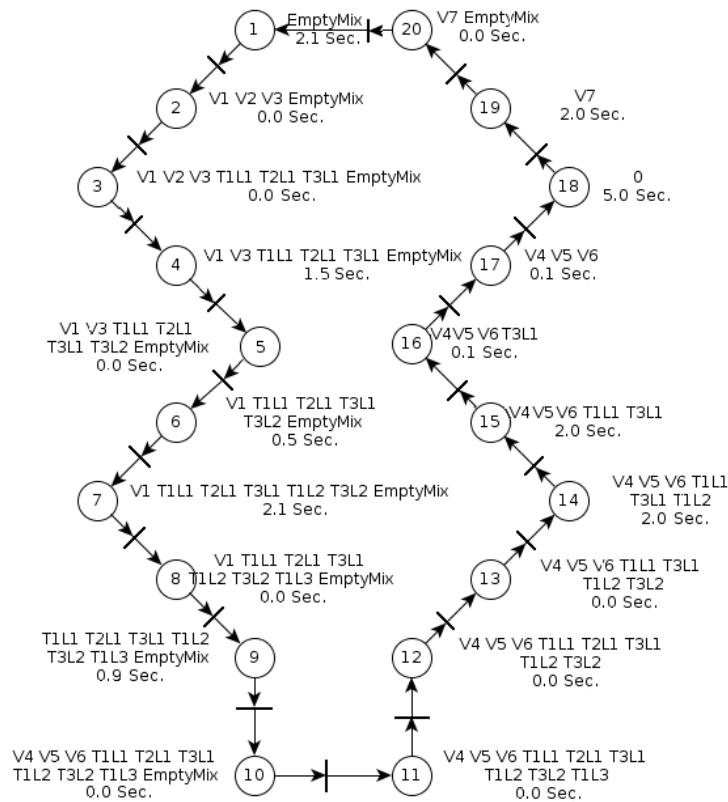 1
EmptyMix
2.1 Sec.
20
V7 EmptyMix
0.0 Sec.
2
V1 V2 V3 EmptyMix
0.0 Sec.
19
V7
2.0 Sec.
3
V1 V2 V3 T1L1 T2L1 T3L1 EmptyMix
0.0 Sec.
18
0
5.0 Sec.
4
V1 V3 T1L1 T2L1 T3L1 EmptyMix
1.5 Sec.
17
V4 V5 V6
0.1 Sec.
V1 V3 T1L1 T2L1
T3L1 T3L2 EmptyMix
0.0 Sec.
5
16
V4V5 V6T3L1
0.1 Sec.
6
V1 T1L1 T2L1 T3L1
T3L2 EmptyMix
0.5 Sec.
15
V4V5V6 T1L1 T3L1
2.0 Sec.
7
V1 T1L1 T2L1 T3L1 T1L2 T3L2 EmptyMix
2.1 Sec.
14
V4 V5 V6 T1L1
T3L1 T1L2
2.0 Sec.
8
V1 T1L1 T2L1 T3L1
T1L2 T3L2 T1L3 EmptyMix
0.0 Sec.
13
V4 V5 V6 T1L1 T3L1
T1L2 T3L2
0.0 Sec.
T1L1 T2L1 T3L1 T1L2
T3L2 T1L3 EmptyMix
0.9 Sec.
9
12
V4 V5 V6 T1L1 T2L1 T3L1
T1L2 T3L2
0.0 Sec.
V4 V5 V6 T1L1 T2L1 T3L1
T1L2 T3L2 T1L3 EmptyMix
0.0 Sec.
10
11
V4 V5 V6 T1L1 T2L1 T3L1
T1L2 T3L2 T1L3
0.0 Sec.